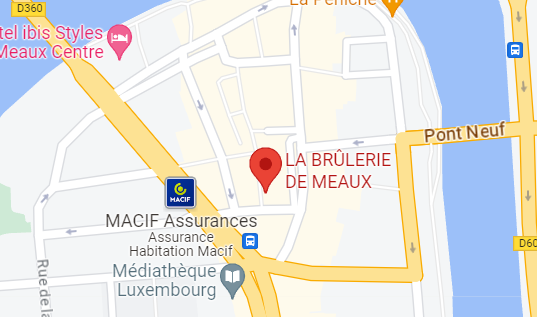 D360
La Péniche
tel ibis Styles
Meaux Centre
Pont Neuf
LA BRÛLERIE
DE MEAUX
MACIF
MACIF Assurances
Assurance
Habitation Macif
D60
Médiathèque
Luxembourg
Rue de la